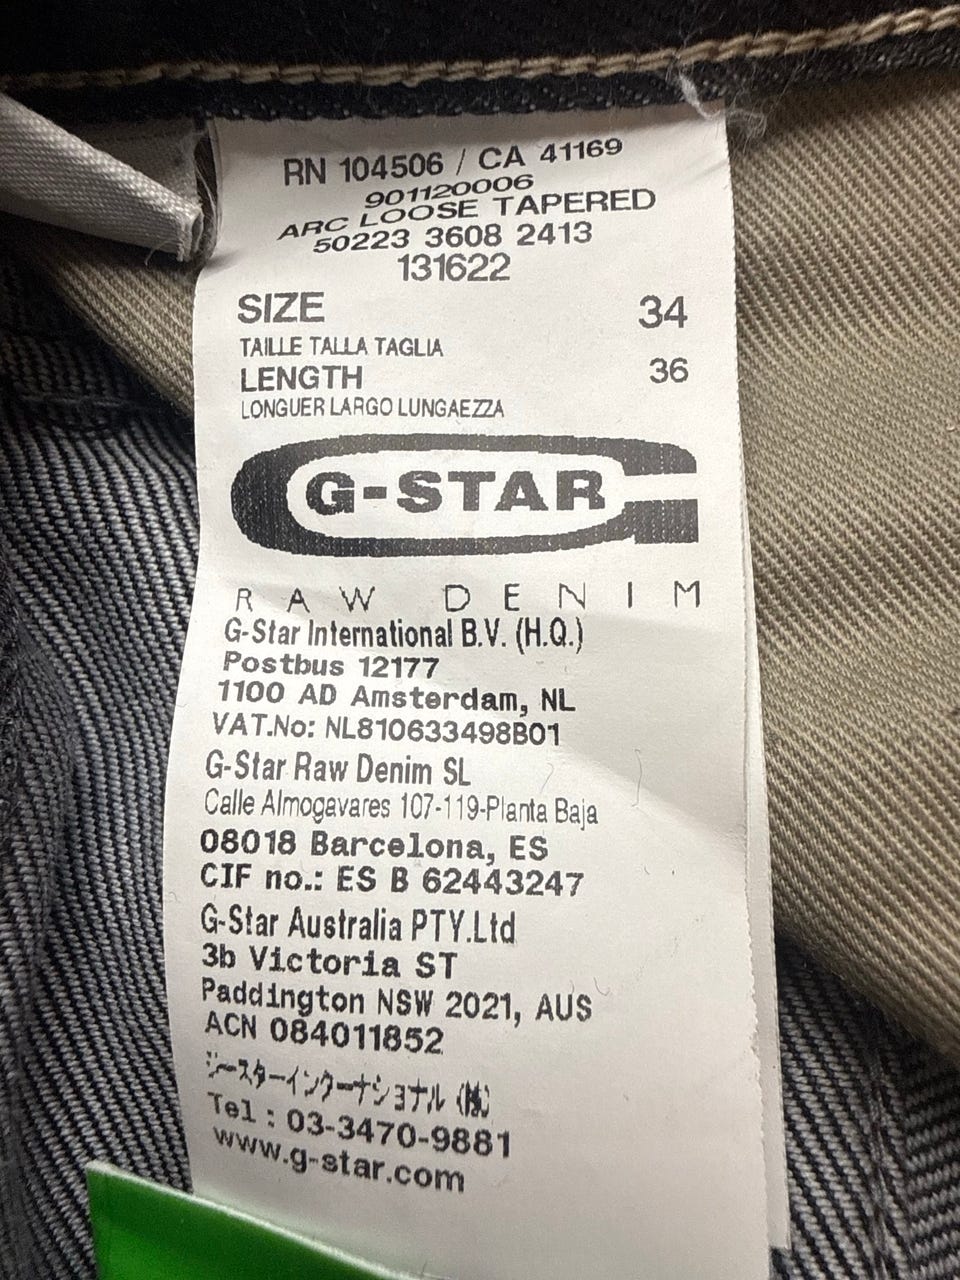 RN 104506 / CA 41169
901120006
ARC LOOSE TAPERED
50223 3608 2413
131622
SIZE 34
TAILLE TALLA TAGLIA
LENGTH 36
LONGUER LARGO LUNGAEZZA
G-STAR
RAW DENIM
G-Star International B.V. (H.Q.)
Postbus 12177
1100 AD Amsterdam, NL
VAT.No: NL810633498B01
G-Star Raw Denim SL
Calle Almogavares 107-119-Planta Baja
08018 Barcelona, ES
CIF no.: ES B 62443247
G-Star Australia PTY.Ltd
3b Victoria ST
Paddington NSW 2021, AUS
ACN 084011852
ジースターインターナショナル (株)
Tel : 03-3470-9881
www.g-star.com